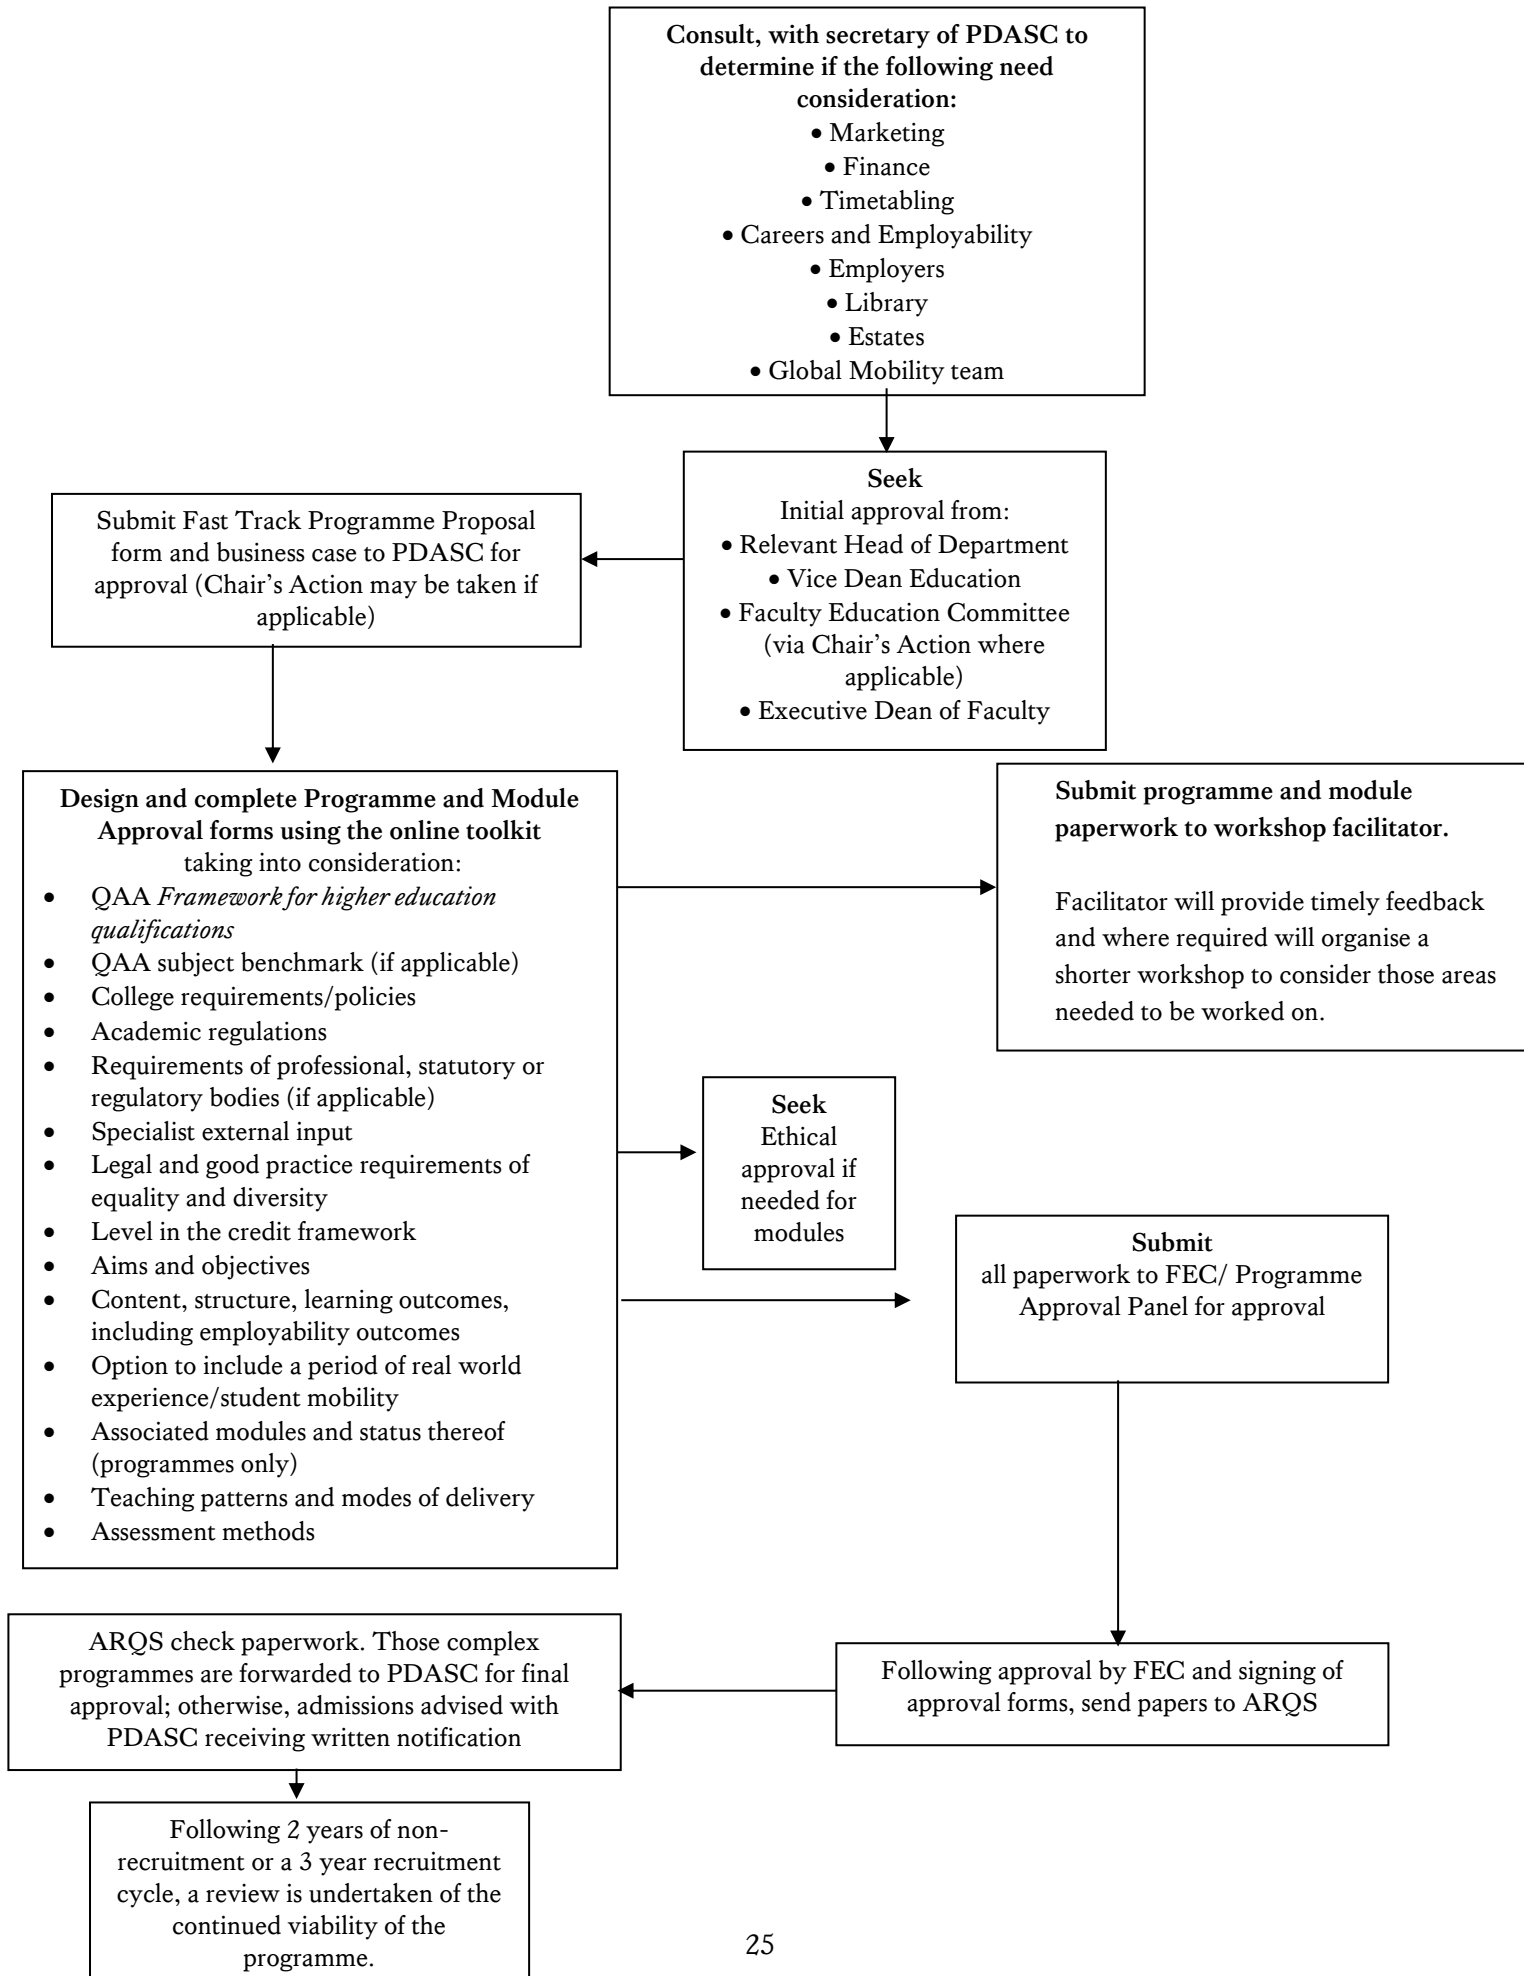 Consult, with secretary of PDASC to
determine if the following need
consideration:
• Marketing
• Finance
• Timetabling
• Careers and Employability
• Employers
• Library
• Estates
• Global Mobility team
Seek
Initial approval from:
• Relevant Head of Department
• Vice Dean Education
• Faculty Education Committee
(via Chair's Action where
applicable)
• Executive Dean of Faculty
Submit Fast Track Programme Proposal
form and business case to PDASC for
approval (Chair's Action may be taken if
applicable)
Design and complete Programme and Module
Approval forms using the online toolkit
taking into consideration:
• QAA Framework for higher education
qualifications
• QAA subject benchmark (if applicable)
• College requirements/policies
• Academic regulations
• Requirements of professional, statutory or
regulatory bodies (if applicable)
• Specialist external input
• Legal and good practice requirements of
equality and diversity
• Level in the credit framework
• Aims and objectives
• Content, structure, learning outcomes,
including employability outcomes
• Option to include a period of real world
experience/student mobility
• Associated modules and status thereof
(programmes only)
• Teaching patterns and modes of delivery
• Assessment methods
Submit programme and module
paperwork to workshop facilitator.
Facilitator will provide timely feedback
and where required will organise a
shorter workshop to consider those areas
needed to be worked on.
Seek
Ethical
approval if
needed for
modules
Submit
all paperwork to FEC/ Programme
Approval Panel for approval
Following approval by FEC and signing of
approval forms, send papers to ARQS
ARQS check paperwork. Those complex
programmes are forwarded to PDASC for final
approval; otherwise, admissions advised with
PDASC receiving written notification
Following 2 years of non-
recruitment or a 3 year recruitment
cycle, a review is undertaken of the
continued viability of the
programme.
25